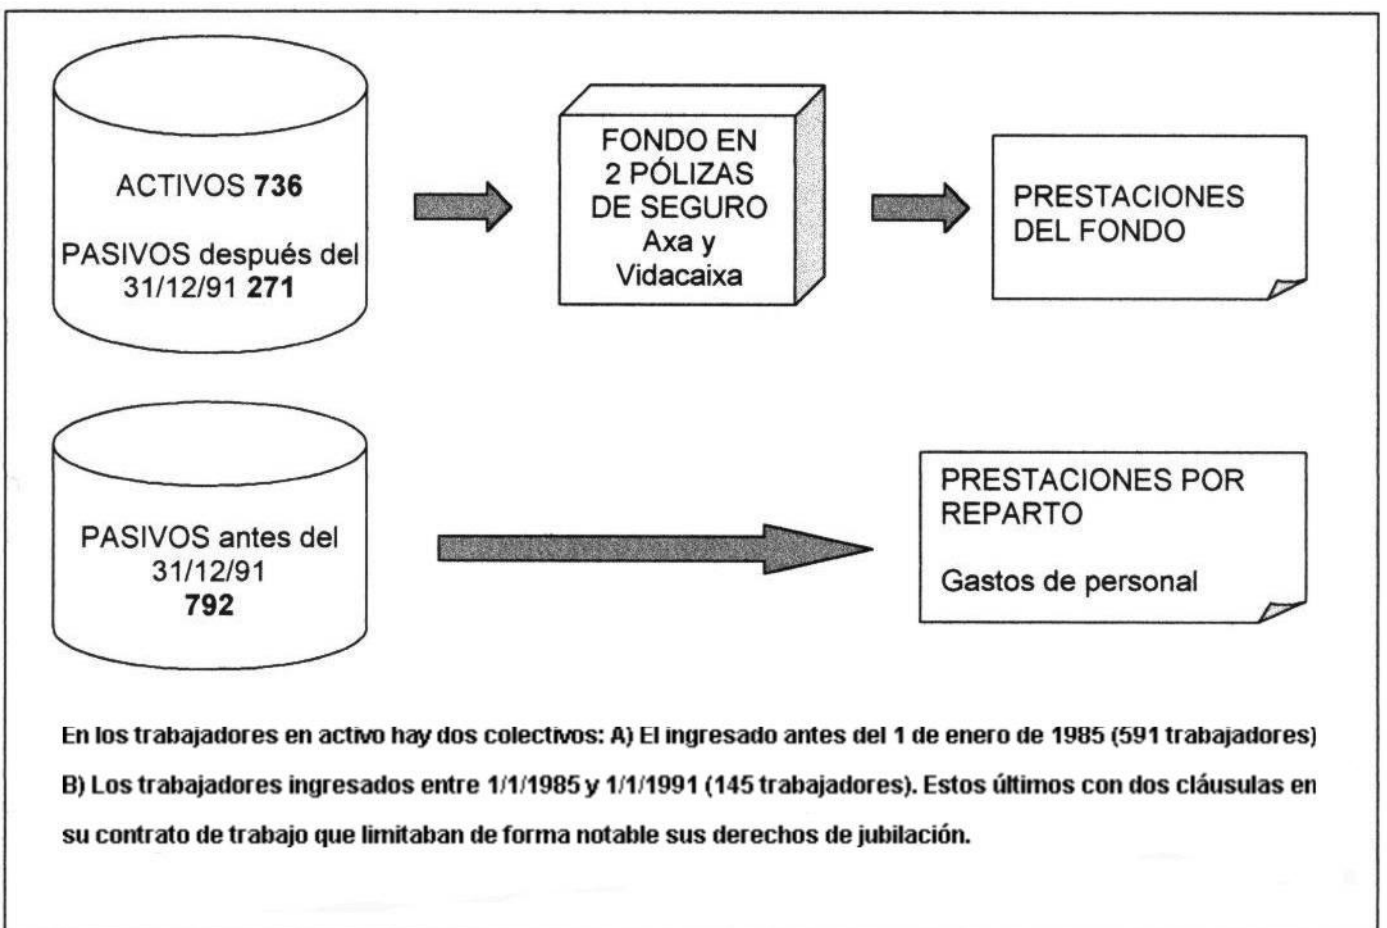 ACTIVOS 736
PASIVOS después del
31/12/91 271
FONDO EN
2 PÓLIZAS
DE SEGURO
Axa y
Vidacaixa
PRESTACIONES
DEL FONDO
PASIVOS antes del
31/12/91
792
PRESTACIONES POR
REPARTO
Gastos de personal
En los trabajadores en activo hay dos colectivos: A) El ingresado antes del 1 de enero de 1985 (591 trabajadores)
B) Los trabajadores ingresados entre 1/1/1985 y 1/1/1991 (145 trabajadores). Estos últimos con dos cláusulas en
su contrato de trabajo que limitaban de forma notable sus derechos de jubilación.